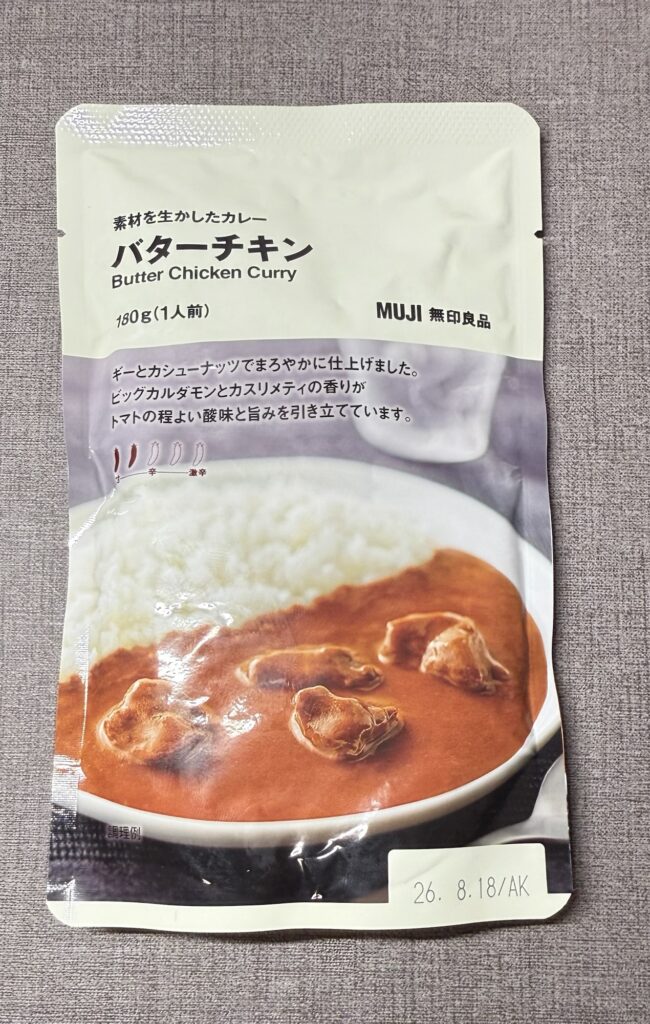 素材を生かしたカレー
バターチキン
Butter Chicken Curry
180g(1人前)
MUJI 無印良品
ギーとカシューナッツでまろやかに仕上げました。
ビッグカルダモンとカスリメティの香りが
トマトの程よい酸味と旨みを引き立てています。
辛 激辛
調理例
26. 8.18/AK